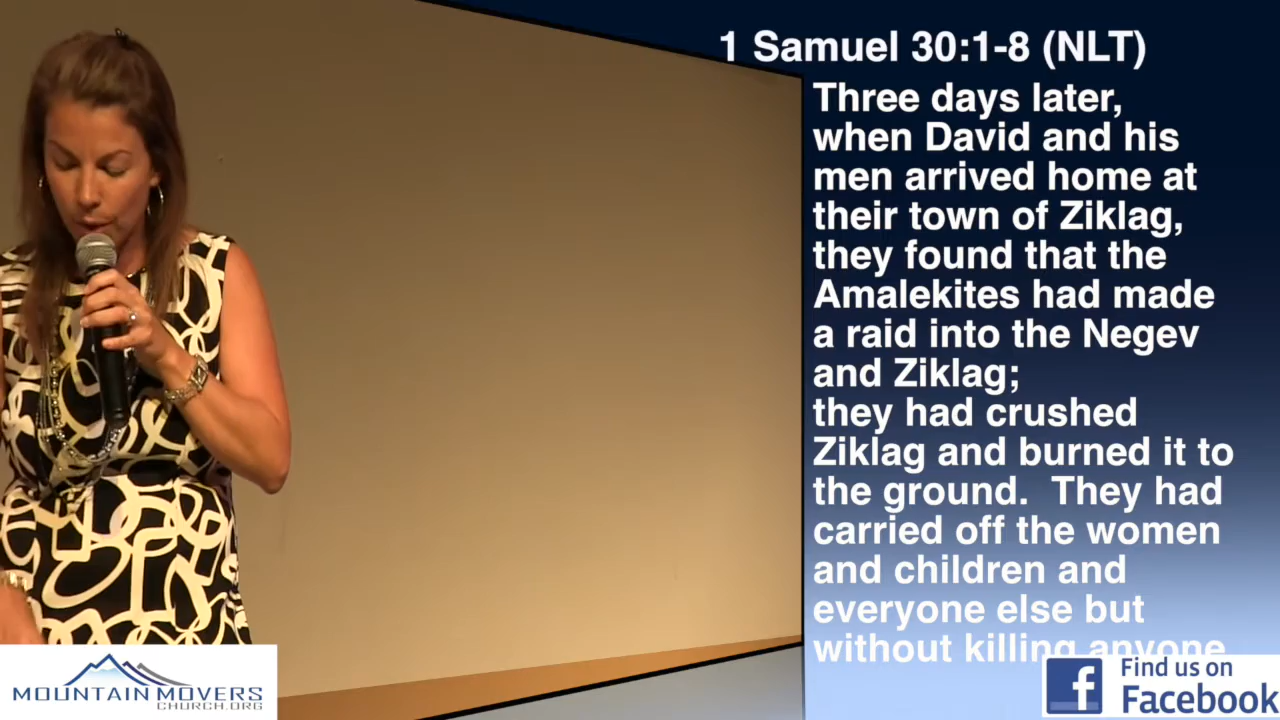 1 Samuel 30:1-8 (NLT)
Three days later,
when David and his
men arrived home at
their town of Ziklag,
they found that the
Amalekites had made
a raid into the Negev
and Ziklag;
they had crushed
Ziklag and burned it to
the ground.  They had
carried off the women
and children and
everyone else but
without killing anyone
MOUNTAIN MOVERS
CHURCH.ORG
Find us on
Facebook